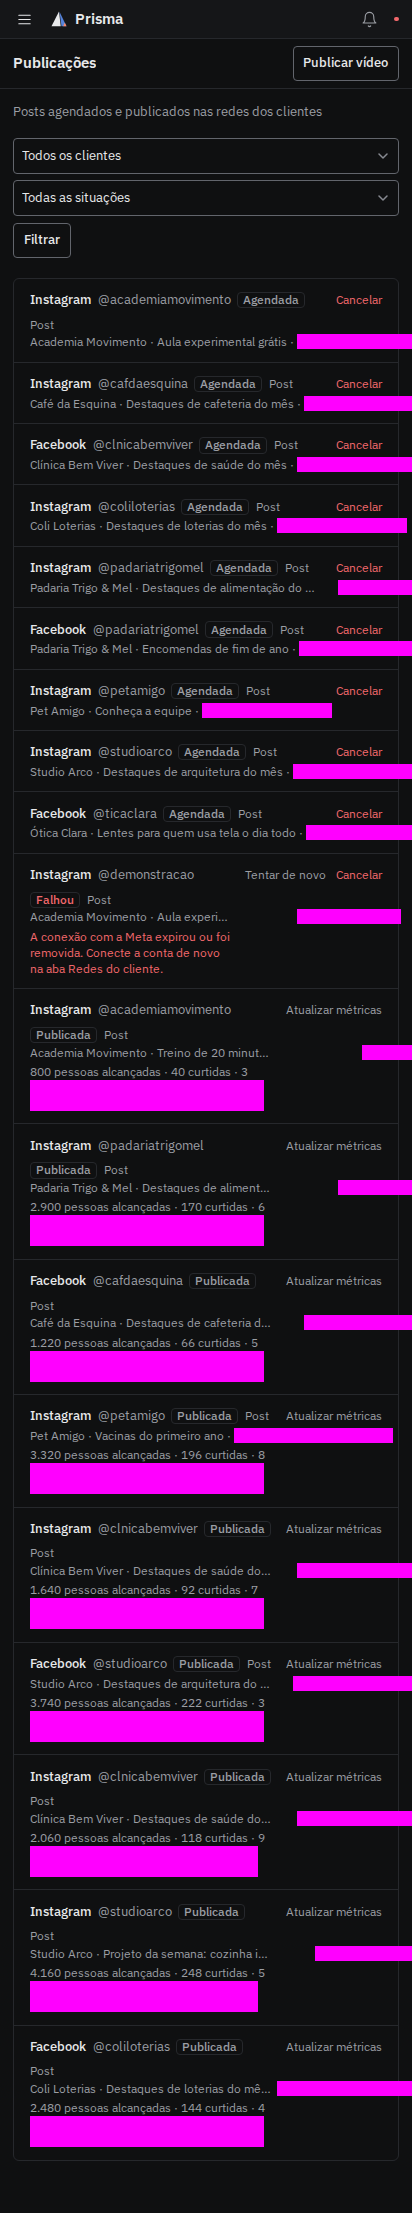 Prisma
Publicações
Publicar vídeo
Posts agendados e publicados nas redes dos clientes
Todos os clientes
Todas as situações
Filtrar
Instagram @academiamovimento Agendada Cancelar
Post
Academia Movimento · Aula experimental grátis ·
Instagram @cafdaesquina Agendada Post Cancelar
Café da Esquina · Destaques de cafeteria do mês ·
Facebook @clnicabemviver Agendada Post Cancelar
Clínica Bem Viver · Destaques de saúde do mês ·
Instagram @coliloterias Agendada Post Cancelar
Coli Loterias · Destaques de loterias do mês ·
Instagram @padariatrigomel Agendada Post Cancelar
Padaria Trigo & Mel · Destaques de alimentação do ...
Facebook @padariatrigomel Agendada Post Cancelar
Padaria Trigo & Mel · Encomendas de fim de ano ·
Instagram @petamigo Agendada Post Cancelar
Pet Amigo · Conheça a equipe ·
Instagram @studioarco Agendada Post Cancelar
Studio Arco · Destaques de arquitetura do mês ·
Facebook @ticaclara Agendada Post Cancelar
Ótica Clara · Lentes para quem usa tela o dia todo ·
Instagram @demonstracao Tentar de novo Cancelar
Falhou Post
Academia Movimento · Aula experi...
A conexão com a Meta expirou ou foi
removida. Conecte a conta de novo
na aba Redes do cliente.
Instagram @academiamovimento Atualizar métricas
Publicada Post
Academia Movimento · Treino de 20 minut...
800 pessoas alcançadas · 40 curtidas · 3
Instagram @padariatrigomel Atualizar métricas
Publicada Post
Padaria Trigo & Mel · Destaques de aliment...
2.900 pessoas alcançadas · 170 curtidas · 6
Facebook @cafdaesquina Publicada Atualizar métricas
Post
Café da Esquina · Destaques de cafeteria d...
1.220 pessoas alcançadas · 66 curtidas · 5
Instagram @petamigo Publicada Post Atualizar métricas
Pet Amigo · Vacinas do primeiro ano ·
3.320 pessoas alcançadas · 196 curtidas · 8
Instagram @clnicabemviver Publicada Atualizar métricas
Post
Clínica Bem Viver · Destaques de saúde do...
1.640 pessoas alcançadas · 92 curtidas · 7
Facebook @studioarco Publicada Post Atualizar métricas
Studio Arco · Destaques de arquitetura do ...
3.740 pessoas alcançadas · 222 curtidas · 3
Instagram @clnicabemviver Publicada Atualizar métricas
Post
Clínica Bem Viver · Destaques de saúde do...
2.060 pessoas alcançadas · 118 curtidas · 9
Instagram @studioarco Publicada Atualizar métricas
Post
Studio Arco · Projeto da semana: cozinha i...
4.160 pessoas alcançadas · 248 curtidas · 5
Facebook @coliloterias Publicada Atualizar métricas
Post
Coli Loterias · Destaques de loterias do mê...
2.480 pessoas alcançadas · 144 curtidas · 4